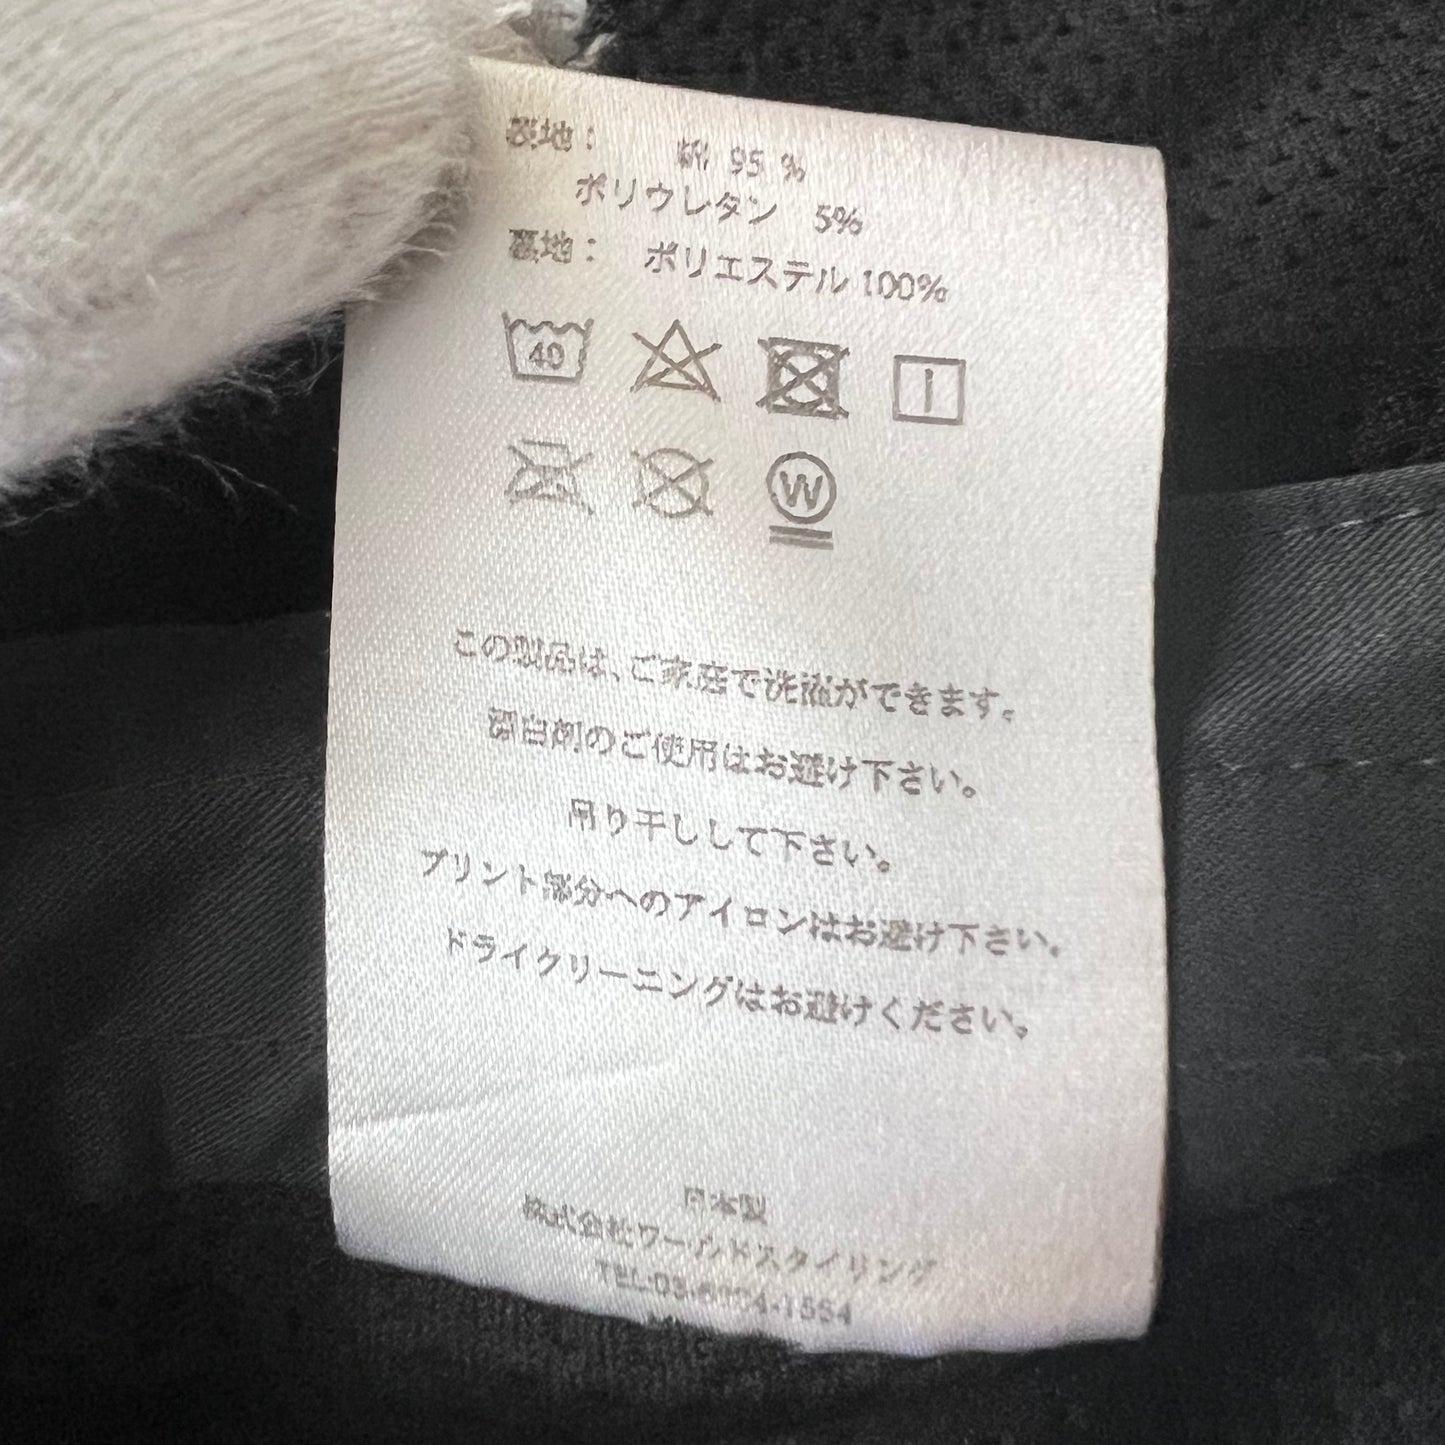 表地： 綿 95 %
ポリウレタン 5%
裏地： ポリエステル 100%
40
W
この製品は、ご家庭で洗濯ができます。
漂白剤のご使用はお避け下さい。
吊り干しして下さい。
プリント部分へのアイロンはお避け下さい。
ドライクリーニングはお避けください。
日本製
株式会社ワールドスタイリング